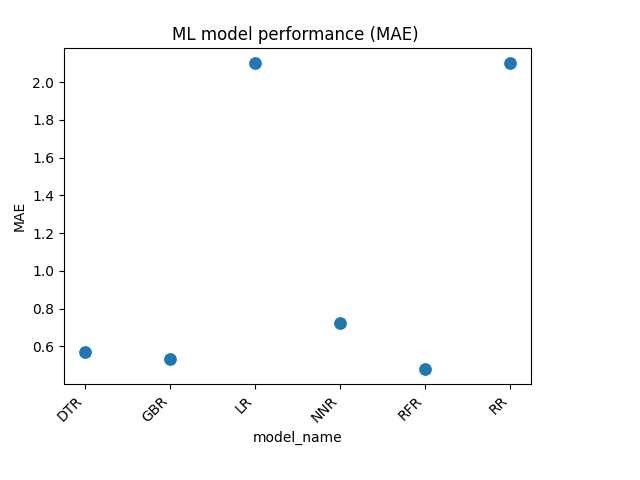 ML model performance (MAE)
2.0
1.8
1.6
1.4
1.2
1.0
0.8
0.6
MAE
DTR
GBR
LR
NNR
RFR
RR
model_name